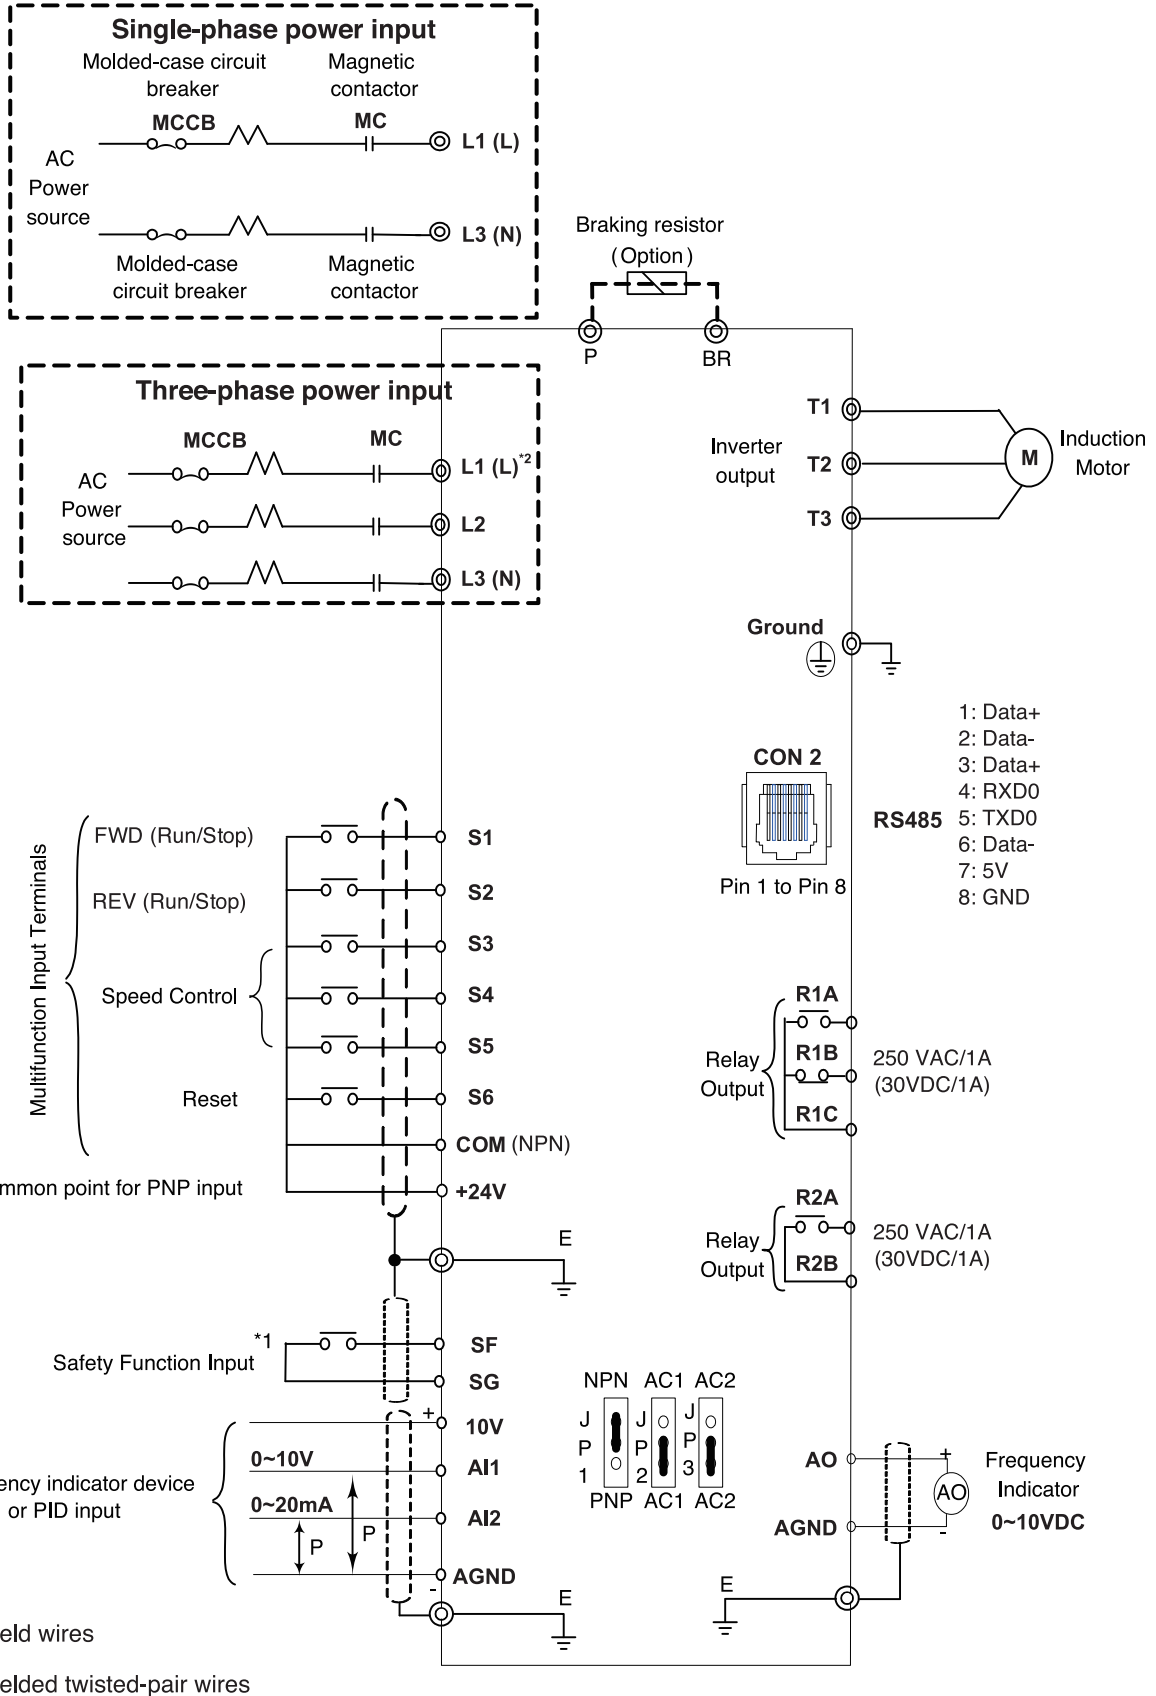 Single-phase power input
Molded-case circuit
breaker
Magnetic
contactor
MCCB
MC
L1 (L)
AC
Power
source
L3 (N)
Molded-case
circuit breaker
Magnetic
contactor
Braking resistor
(Option)
P
BR
Three-phase power input
MCCB
MC
L1 (L)*2
AC
Power
source
L2
L3 (N)
T1
Inverter
output
T2
T3
M
Induction
Motor
Ground
CON 2
Pin 1 to Pin 8
RS485
1: Data+
2: Data-
3: Data+
4: RXD0
5: TXD0
6: Data-
7: 5V
8: GND
Multifunction Input Terminals
FWD (Run/Stop)
S1
REV (Run/Stop)
S2
S3
Speed Control
S4
S5
Reset
S6
COM (NPN)
mmon point for PNP input
+24V
E
R1A
Relay
Output
R1B
R1C
250 VAC/1A
(30VDC/1A)
R2A
Relay
Output
R2B
250 VAC/1A
(30VDC/1A)
*1
Safety Function Input
SF
SG
+
10V
0~10V
AI1
ency indicator device
or PID input
0~20mA
AI2
P
P
AGND
-
E
NPN AC1 AC2
J
P
1
J
P
2
J
P
3
PNP AC1 AC2
AO
AGND
+
AO
-
Frequency
Indicator
0~10VDC
E
eld wires
elded twisted-pair wires